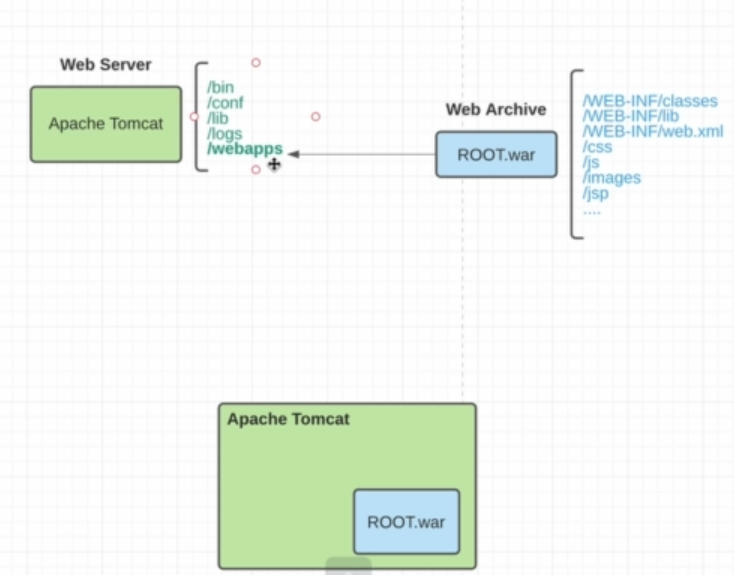 Web Server
Apache Tomcat
/bin
/conf
/lib
/logs
/webapps
Web Archive
ROOT.war
/WEB-INF/classes
/WEB-INF/lib
/WEB-INF/web.xml
/css
/js
/images
/jsp
....
Apache Tomcat
ROOT.war